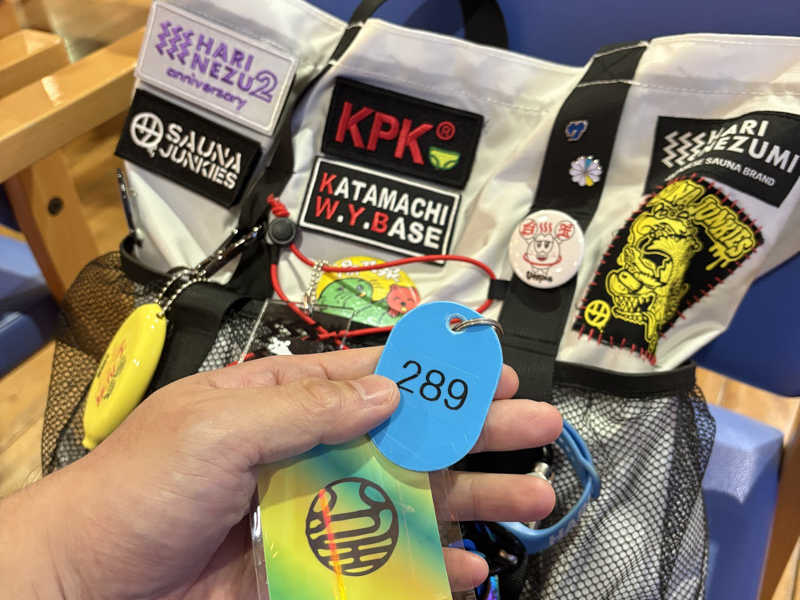 HARI
NEZU2
anniversary
SAUNA
JUNKIES
KPK®
KATAMACHI
W.Y.BASE
HARI
NEZUMI
SAUNA BRAND
289